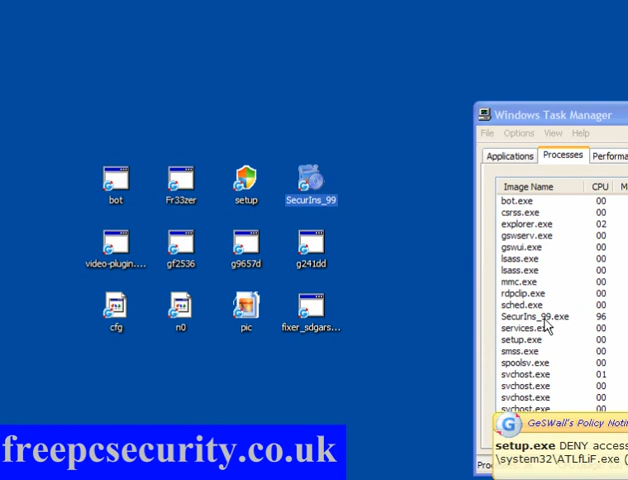 Windows Task Manager
File Options View Help
Applications Processes Performa
Image Name CPU M
bot.exe 00
csrss.exe 00
explorer.exe 02
gswserv.exe 00
gswui.exe 00
lsass.exe 00
lsass.exe 00
mmc.exe 00
rdpclip.exe 00
sched.exe 00
SecurIns_99.exe 96
services.exe 00
setup.exe 00
smss.exe 00
spoolsv.exe 00
svchost.exe 01
svchost.exe 00
svchost.exe 00
svchost.exe 00
bot Fr33zer setup SecurIns_99
video-plugin.... gf2536 g9657d g241dd
cfg n0 pic fixer_sdgars...
GeSWall's Policy Noti
setup.exe DENY access
\system32\ATLfLiF.exe (
freepcsecurity.co.uk